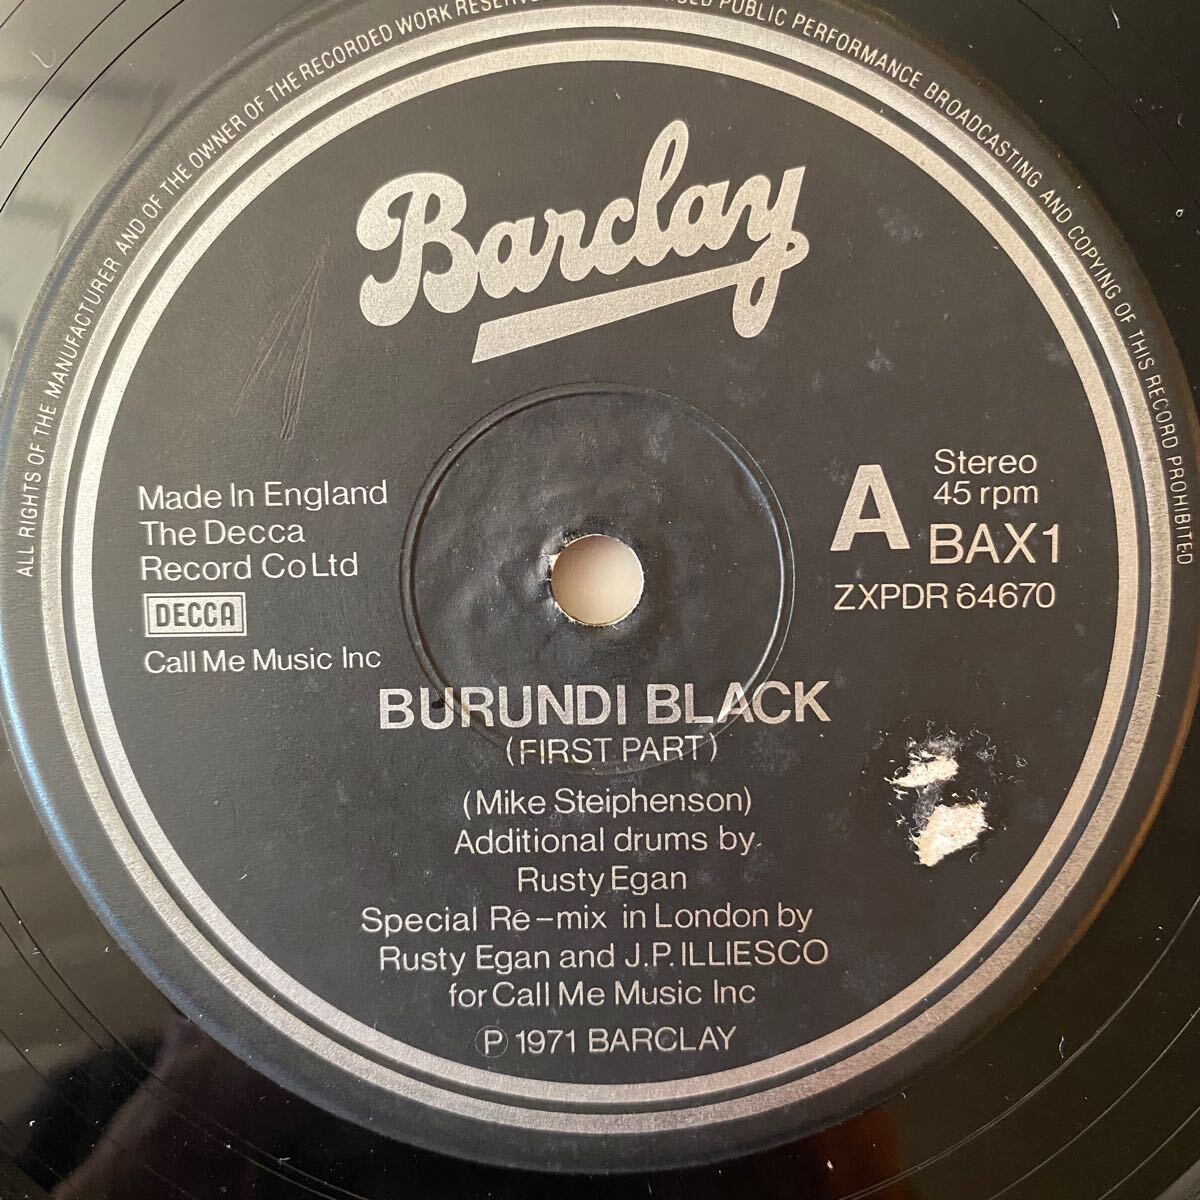 ALL RIGHTS OF THE MANUFACTURER AND OF THE OWNER OF THE RECORDED WORK RESERVE
SED PUBLIC PERFORMANCE BROADCASTING AND COPYING OF THIS RECORD PROHIBITED
Barclay
Made In England
The Decca
Record Co Ltd
DECCA
Call Me Music Inc
A
Stereo
45 rpm
BAX1
ZXPDR 64670
BURUNDI BLACK
(FIRST PART)
(Mike Steiphenson)
Additional drums by
Rusty Egan
Special Re-mix in London by
Rusty Egan and J.P. ILLIESCO
for Call Me Music Inc
Ⓟ 1971 BARCLAY